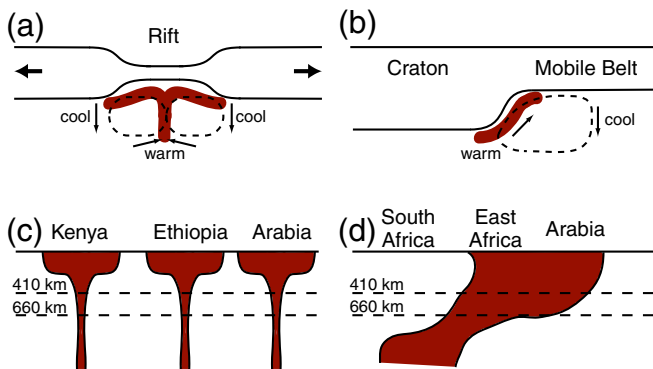 (a)
Rift
cool
cool
warm
(b)
Craton
Mobile Belt
warm
cool
(c)
Kenya
Ethiopia
Arabia
410 km
660 km
(d)
South
Africa
East
Africa
Arabia
410 km
660 km